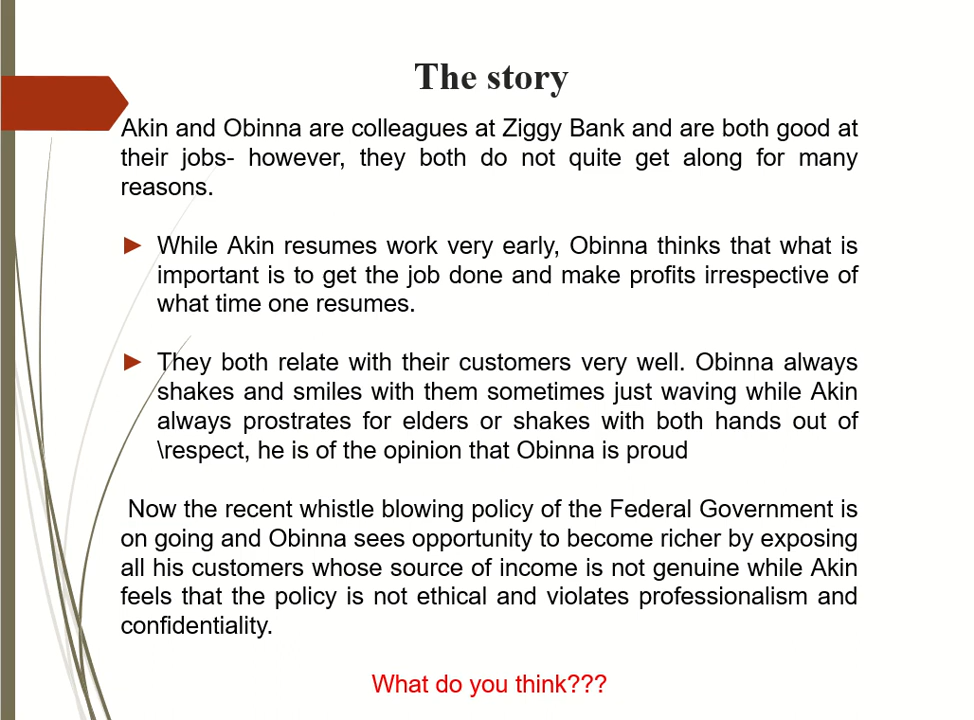 The story
Akin and Obinna are colleagues at Ziggy Bank and are both good at
their jobs- however, they both do not quite get along for many
reasons.
While Akin resumes work very early, Obinna thinks that what is
important is to get the job done and make profits irrespective of
what time one resumes.
They both relate with their customers very well. Obinna always
shakes and smiles with them sometimes just waving while Akin
always prostrates for elders or shakes with both hands out of
\respect, he is of the opinion that Obinna is proud
Now the recent whistle blowing policy of the Federal Government is
on going and Obinna sees opportunity to become richer by exposing
all his customers whose source of income is not genuine while Akin
feels that the policy is not ethical and violates professionalism and
confidentiality.
What do you think???